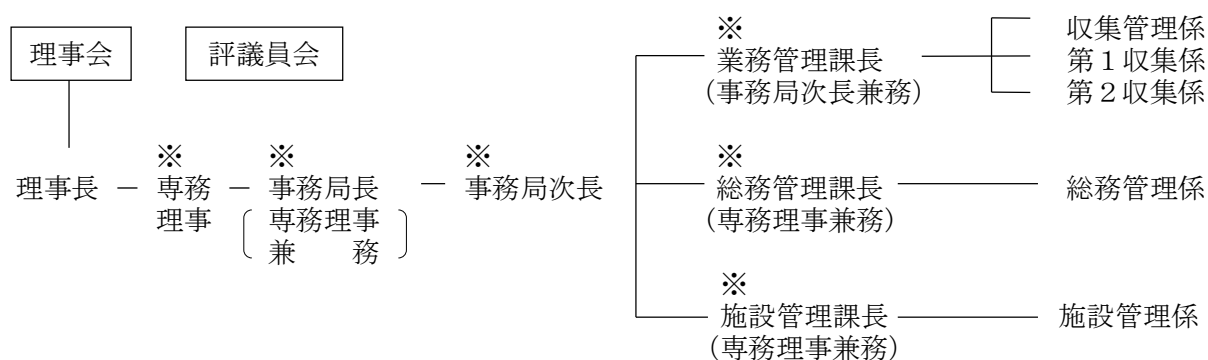 理事会
評議員会
※
※
※
理事長 － 専務 － 事務局長 － 事務局次長
理事
専務理事
兼　　務
※
業務管理課長
（事務局次長兼務）
収集管理係
第１収集係
第２収集係
※
総務管理課長
（専務理事兼務）
総務管理係
※
施設管理課長
（専務理事兼務）
施設管理係